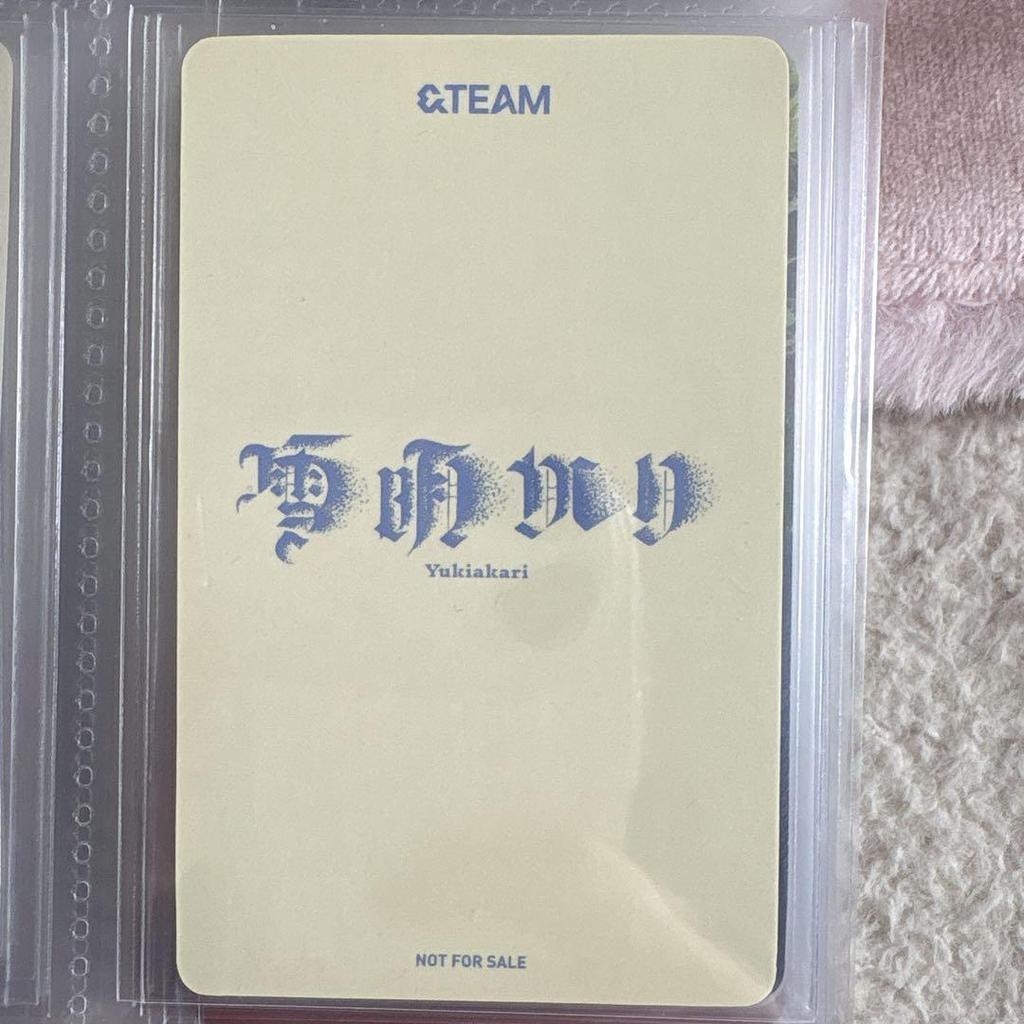 &TEAM
雪明かり
Yukiakari
NOT FOR SALE